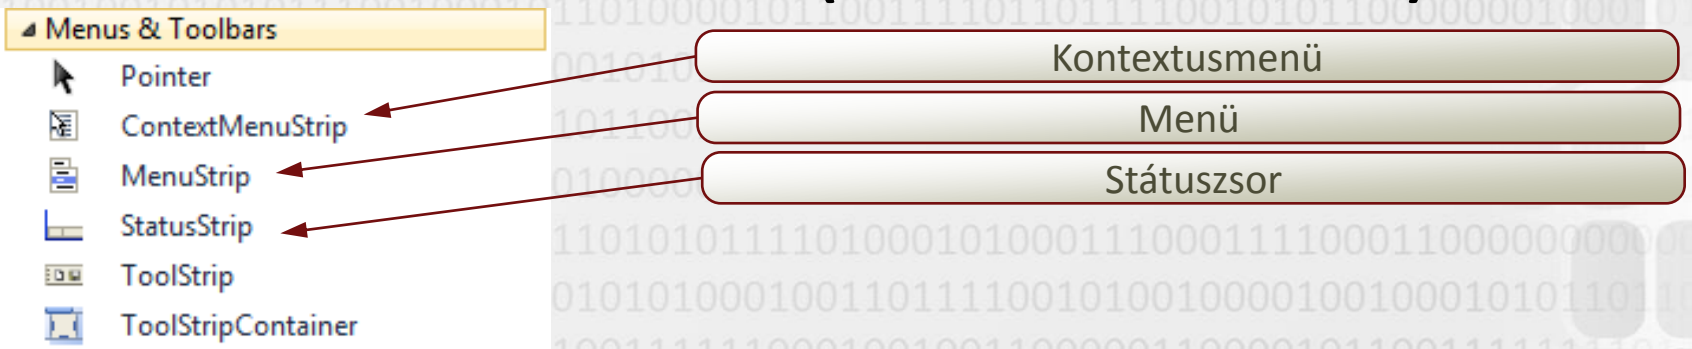 Menus & Toolbars
Pointer
ContextMenuStrip
MenuStrip
StatusStrip
ToolStrip
ToolStripContainer
Kontextusmenü
Menü
Státuszsor